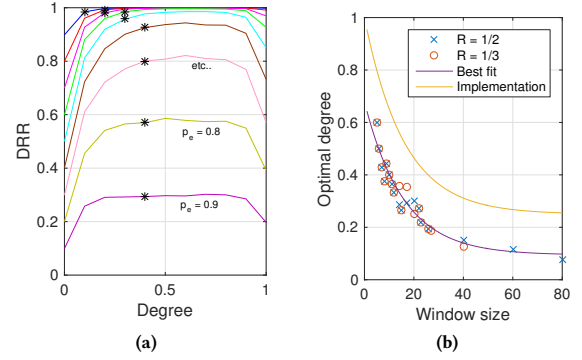 1
0.8
0.6
0.4
0.2
0
DRR
etc..
p_e = 0.8
p_e = 0.9
0
0.5
1
Degree
(a)
1
0.8
0.6
0.4
0.2
0
Optimal degree
R = 1/2
R = 1/3
Best fit
Implementation
0
20
40
60
80
Window size
(b)